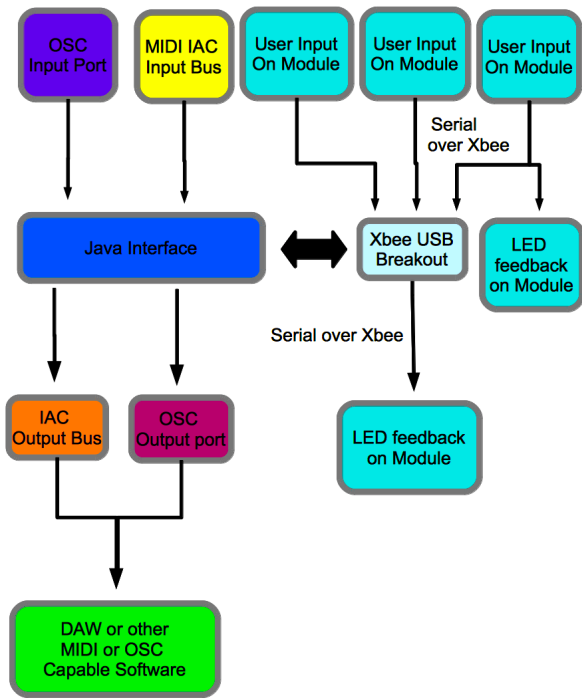 OSC
Input Port
MIDI IAC
Input Bus
User Input
On Module
User Input
On Module
User Input
On Module
Serial
over Xbee
Java Interface
Xbee USB
Breakout
LED
feedback
on Module
Serial over Xbee
IAC
Output Bus
OSC
Output port
LED feedback
on Module
DAW or other
MIDI or OSC
Capable Software